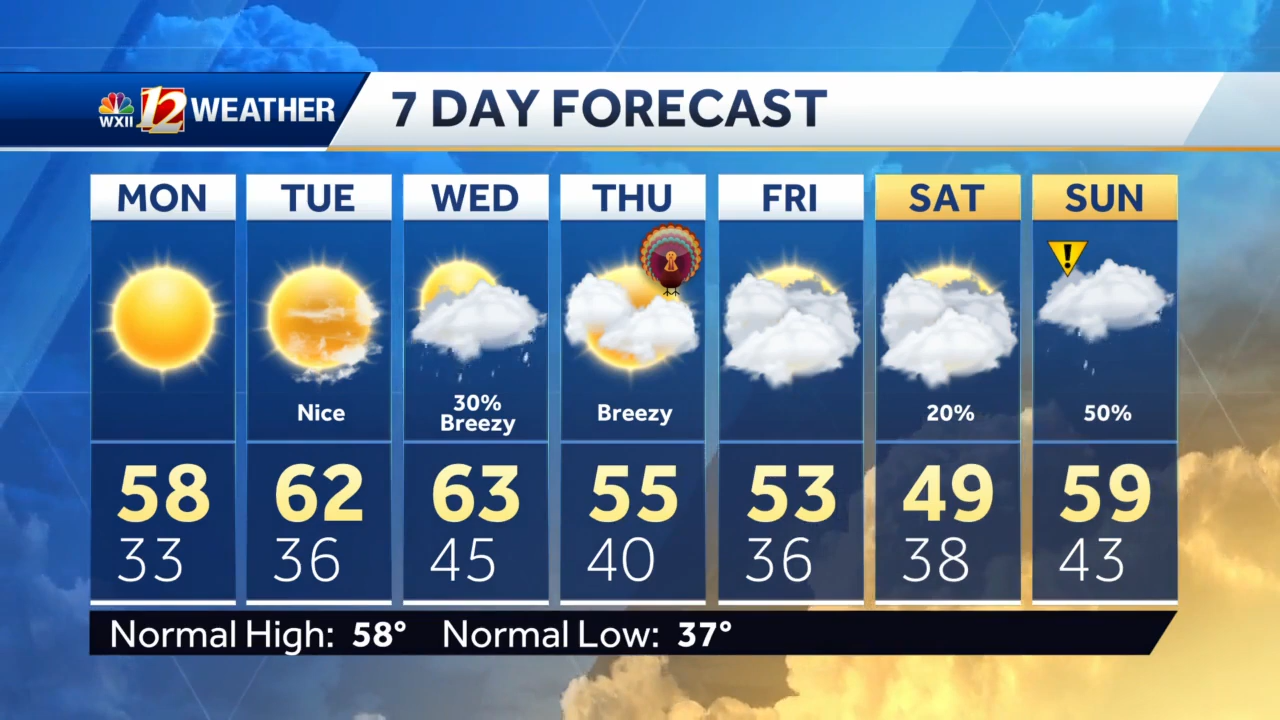 WXII 12 WEATHER
7 DAY FORECAST
MON TUE WED THU FRI SAT SUN
!
Nice 30% Breezy 20% 50%
Breezy
58 62 63 55 53 49 59
33 36 45 40 36 38 43
Normal High: 58° Normal Low: 37°